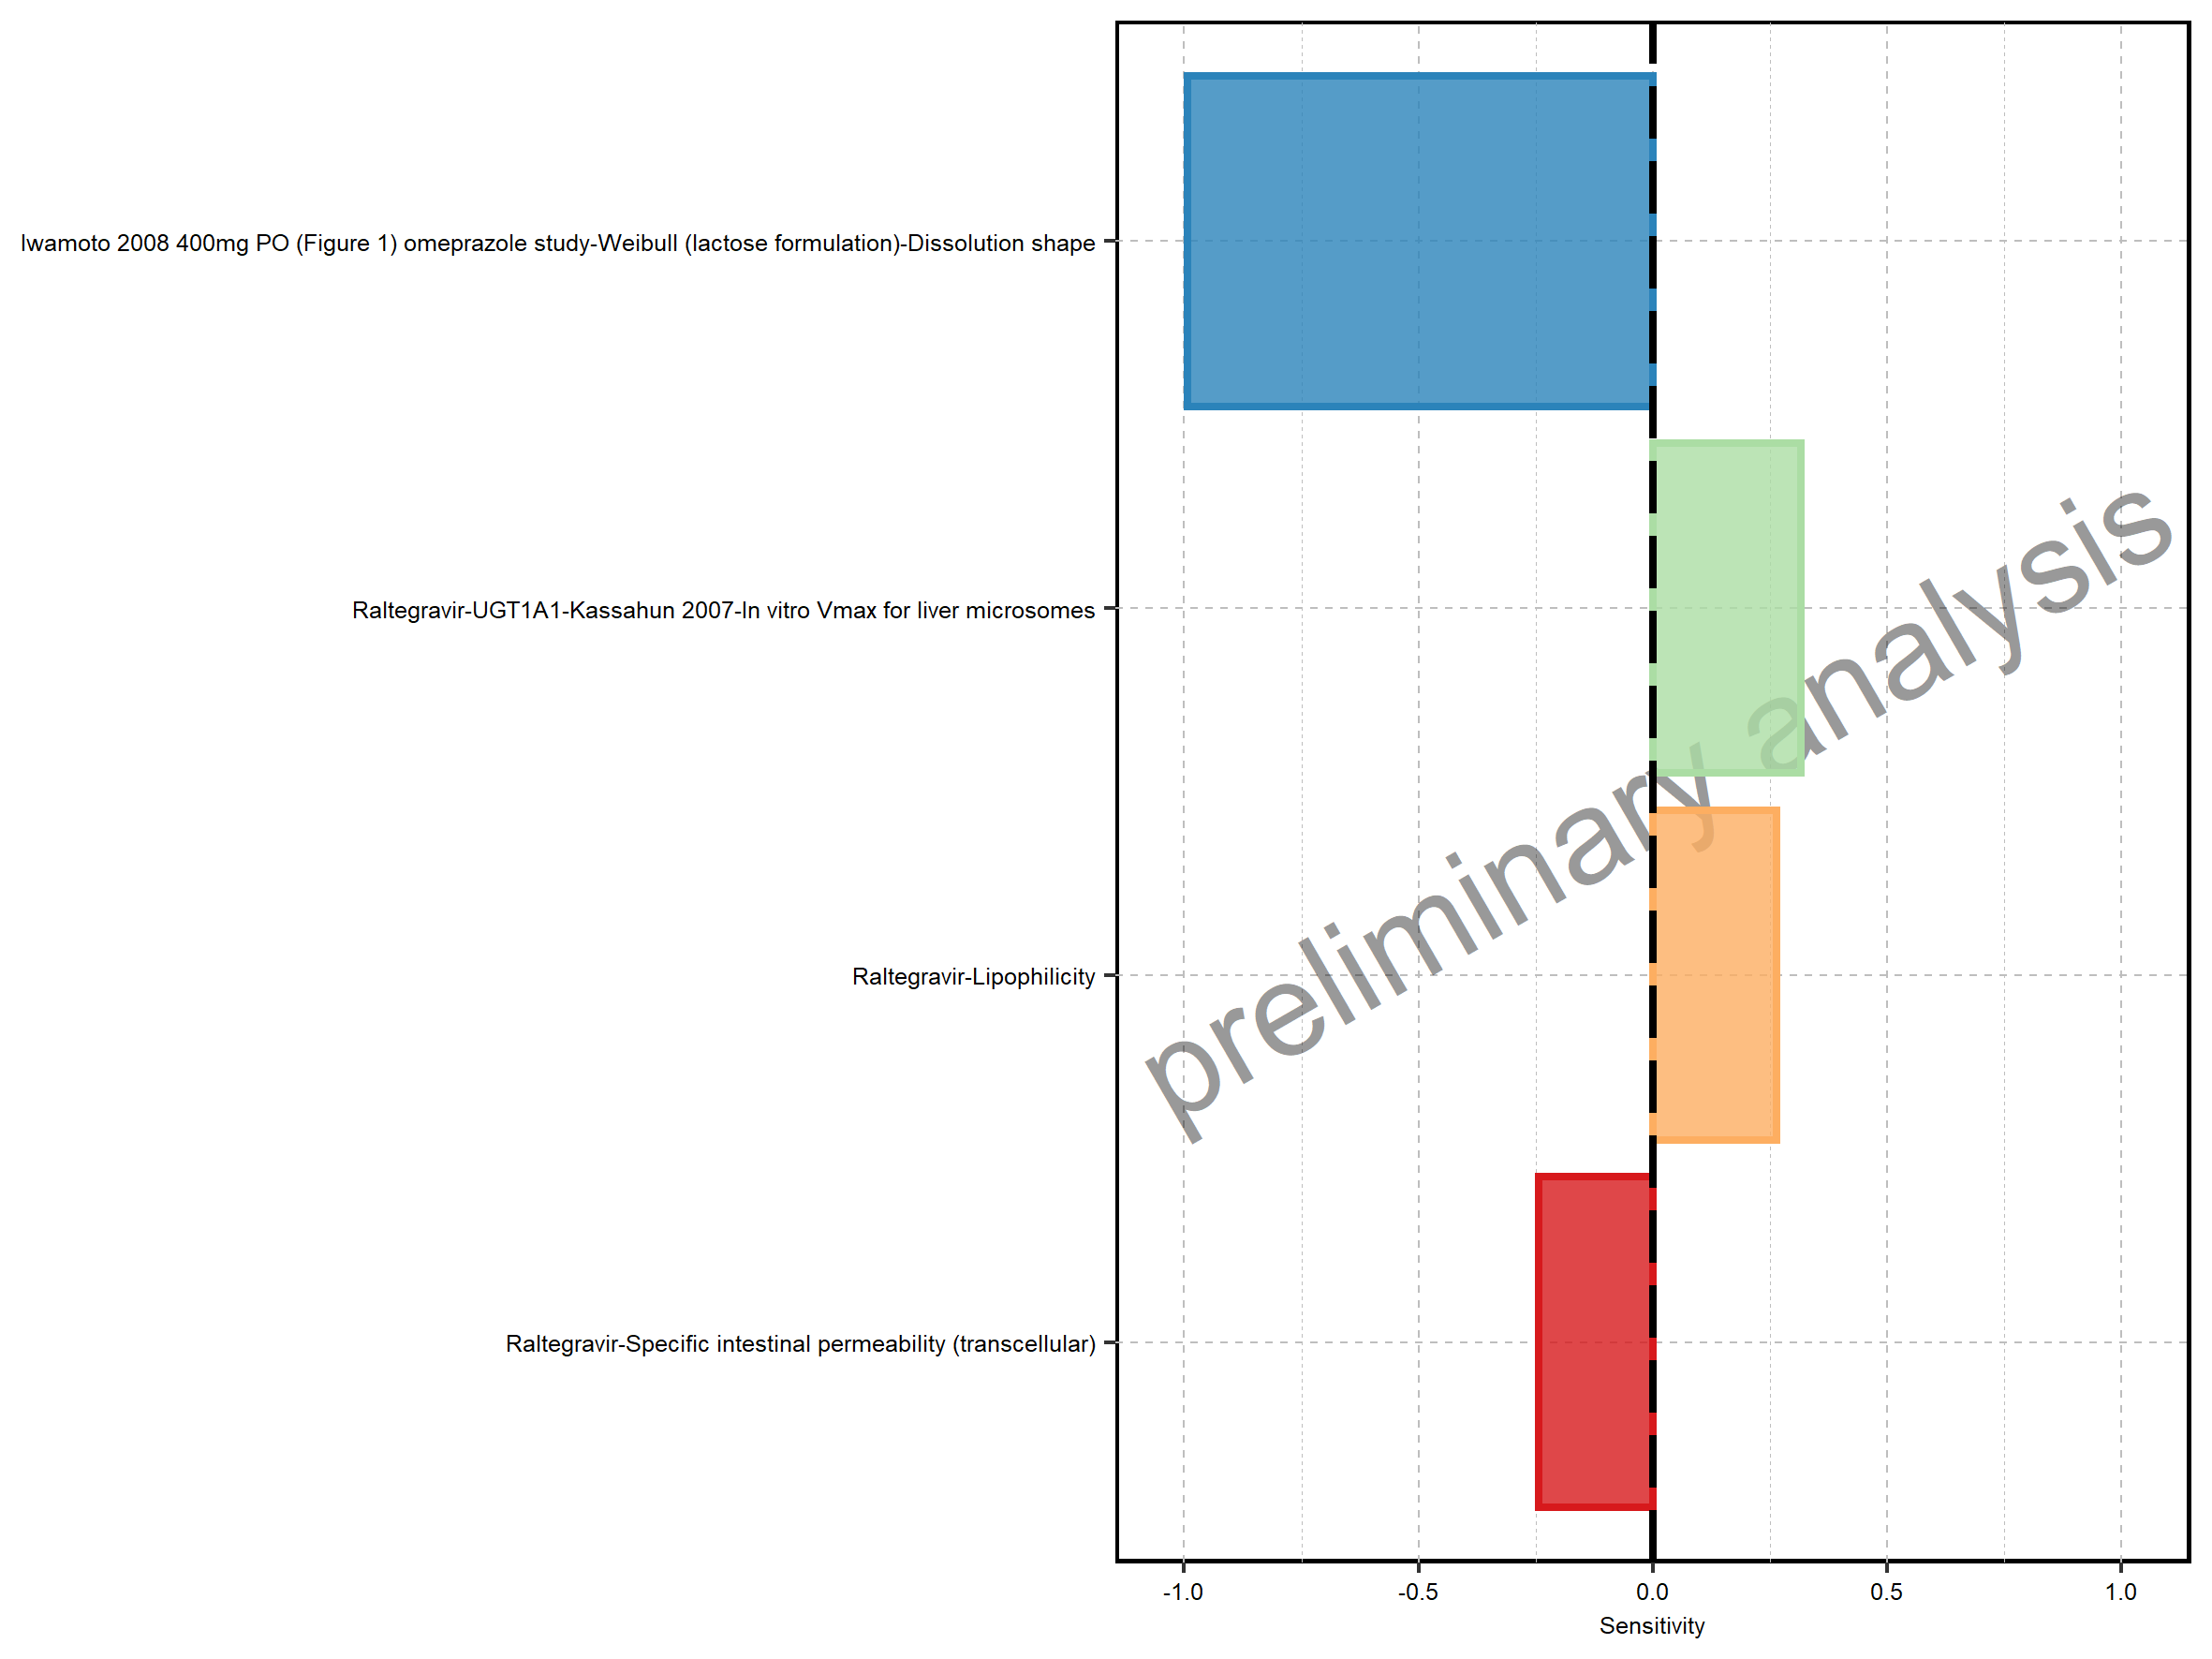 Iwamoto 2008 400mg PO (Figure 1) omeprazole study-Weibull (lactose formulation)-Dissolution shape
Raltegravir-UGT1A1-Kassahun 2007-In vitro Vmax for liver microsomes
Raltegravir-Lipophilicity
Raltegravir-Specific intestinal permeability (transcellular)
preliminary analysis
-1.0 -0.5 0.0 0.5 1.0
Sensitivity